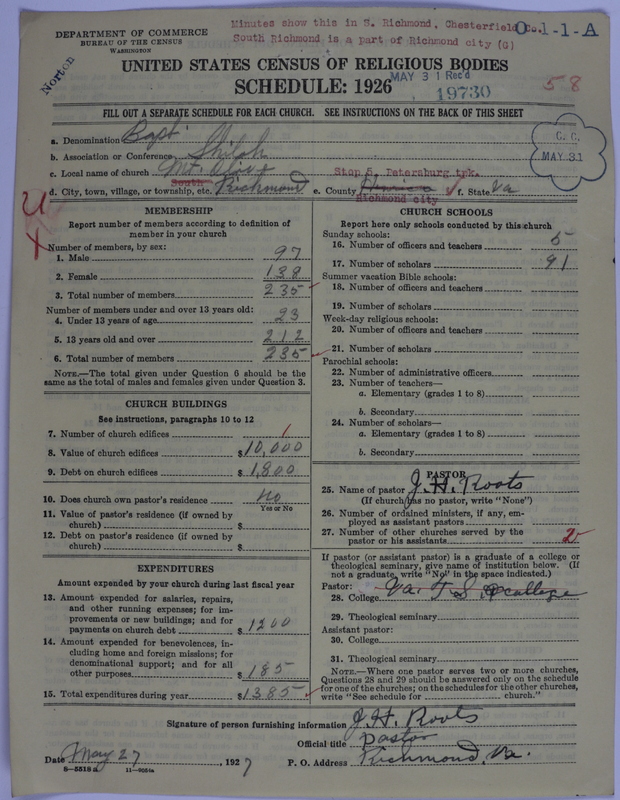 DEPARTMENT OF COMMERCE
BUREAU OF THE CENSUS
WASHINGTON
Minutes show this in S. Richmond, Chesterfield Co.
South Richmond is a part of Richmond city (G)
0-1-1-A
Norton
UNITED STATES CENSUS OF RELIGIOUS BODIES
SCHEDULE: 1926
MAY 31 Rec'd
19730
58
FILL OUT A SEPARATE SCHEDULE FOR EACH CHURCH. SEE INSTRUCTIONS ON THE BACK OF THIS SHEET
a. Denomination Bapt
b. Association or Conference Shiloh
C. C.
MAY 31
c. Local name of church Mt. Olivet
Stop 5, Petersburg tpk.
d. City, town, village, or township, etc. South Richmond e. County Henrico f. State Va
Richmond city
MEMBERSHIP
Report number of members according to definition of
member in your church
Number of members, by sex:
1. Male 97
2. Female 138
3. Total number of members 235
Number of members under and over 13 years old:
4. Under 13 years of age 23
5. 13 years old and over 212
6. Total number of members 235
NOTE.—The total given under Question 6 should be the
same as the total of males and females given under Question 3.
CHURCH BUILDINGS
See instructions, paragraphs 10 to 12
7. Number of church edifices 1
8. Value of church edifices $10,000
9. Debt on church edifices $1,800
10. Does church own pastor's residence No
Yes or No
11. Value of pastor's residence (if owned by
church) $
12. Debt on pastor's residence (if owned by
church) $
EXPENDITURES
Amount expended by your church during last fiscal year
13. Amount expended for salaries, repairs,
and other running expenses; for im-
provements or new buildings; and for
payments on church debt $1200
14. Amount expended for benevolences, in-
cluding home and foreign missions; for
denominational support; and for all
other purposes $185
15. Total expenditures during year $1385
CHURCH SCHOOLS
Report here only schools conducted by this church
Sunday schools:
16. Number of officers and teachers 5
17. Number of scholars 91
Summer vacation Bible schools:
18. Number of officers and teachers
19. Number of scholars
Week-day religious schools:
20. Number of officers and teachers
21. Number of scholars
Parochial schools:
22. Number of administrative officers
23. Number of teachers—
a. Elementary (grades 1 to 8)
b. Secondary
24. Number of scholars—
a. Elementary (grades 1 to 8)
b. Secondary
PASTOR
25. Name of pastor J. H. Roots
(If church has no pastor, write "None")
26. Number of ordained ministers, if any, em-
ployed as assistant pastors
27. Number of other churches served by the
pastor or his assistants 2
If pastor (or assistant pastor) is a graduate of a college or
theological seminary, give name of institution below. (If
not a graduate, write "No" in the space indicated.)
Pastor:
28. College Va. T. S. & college
29. Theological seminary
Assistant pastor:
30. College
31. Theological seminary
NOTE.—Where one pastor serves two or more churches,
Questions 28 and 29 should be answered only on the schedule
for one of the churches; on the schedules for the other churches,
write "See schedule for church."
Signature of person furnishing information J. H. Roots
Official title Pastor
Date May 27, 1927 P. O. Address Richmond, Va.
8—5518 a